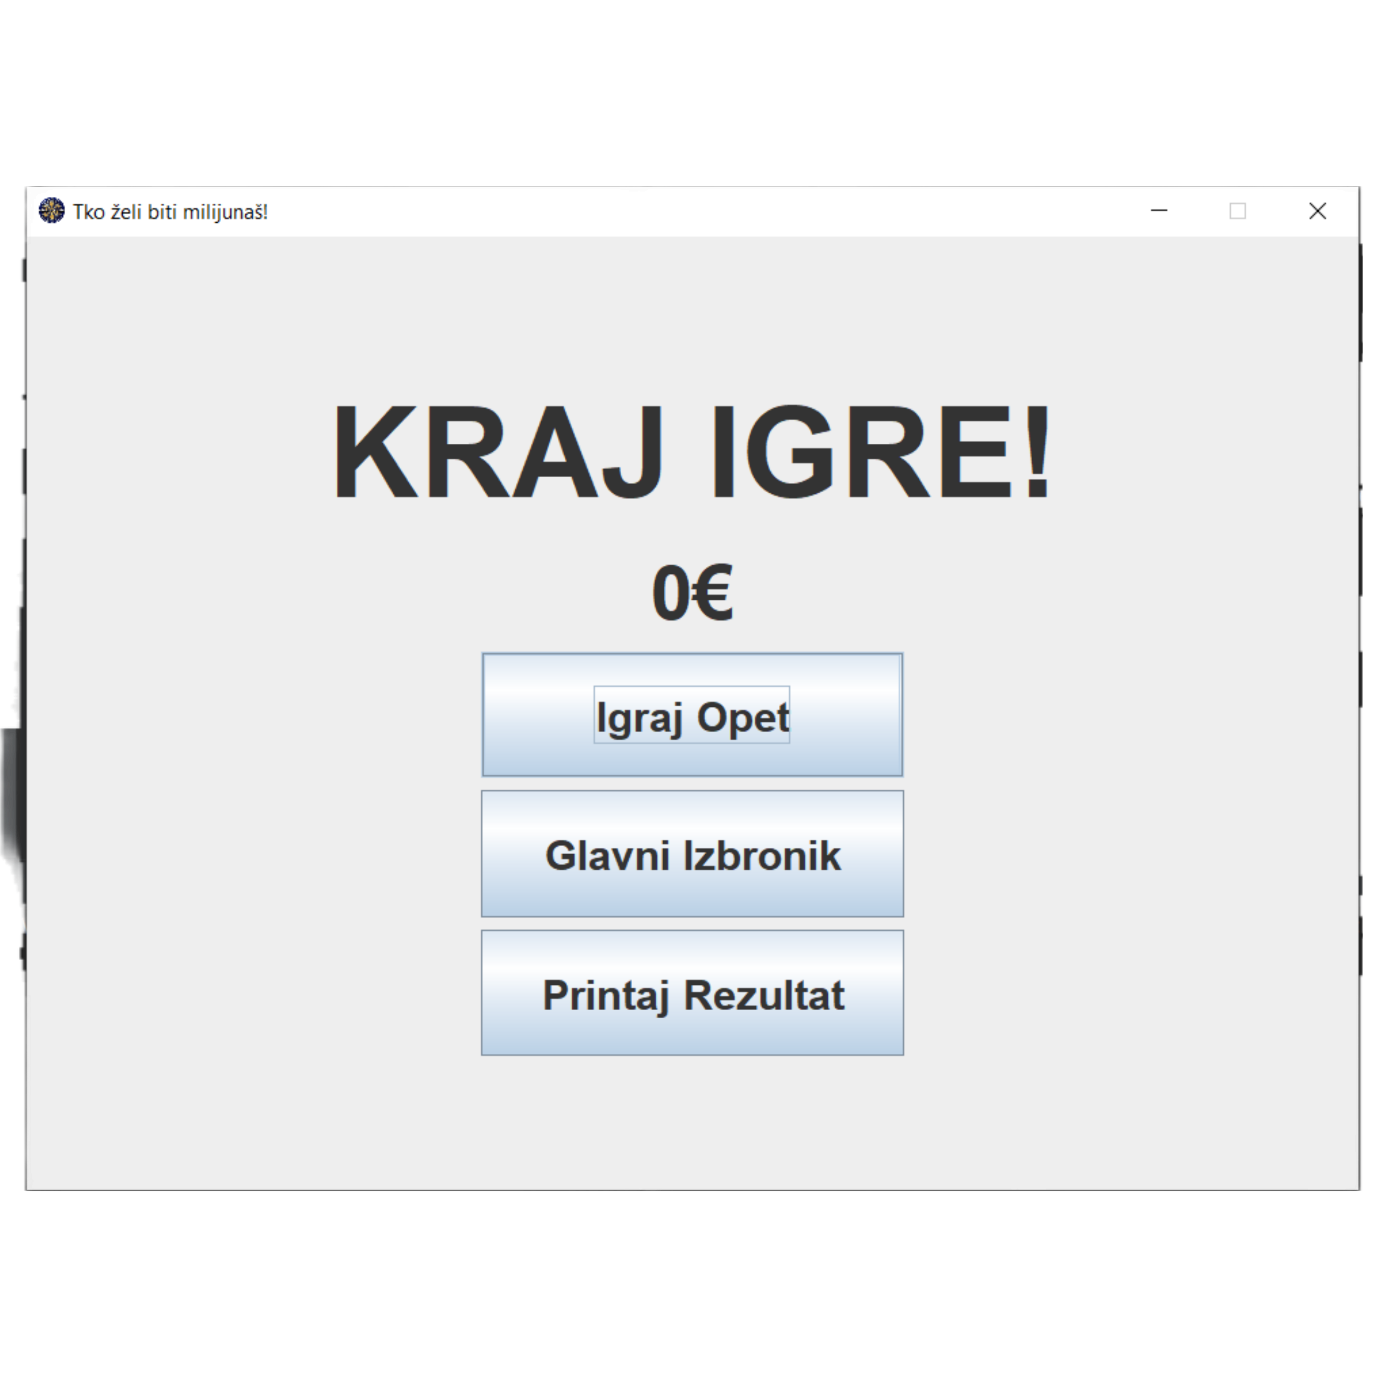 Tko želi biti milijunaš!
KRAJ IGRE!
0€
Igraj Opet
Glavni Izbronik
Printaj Rezultat